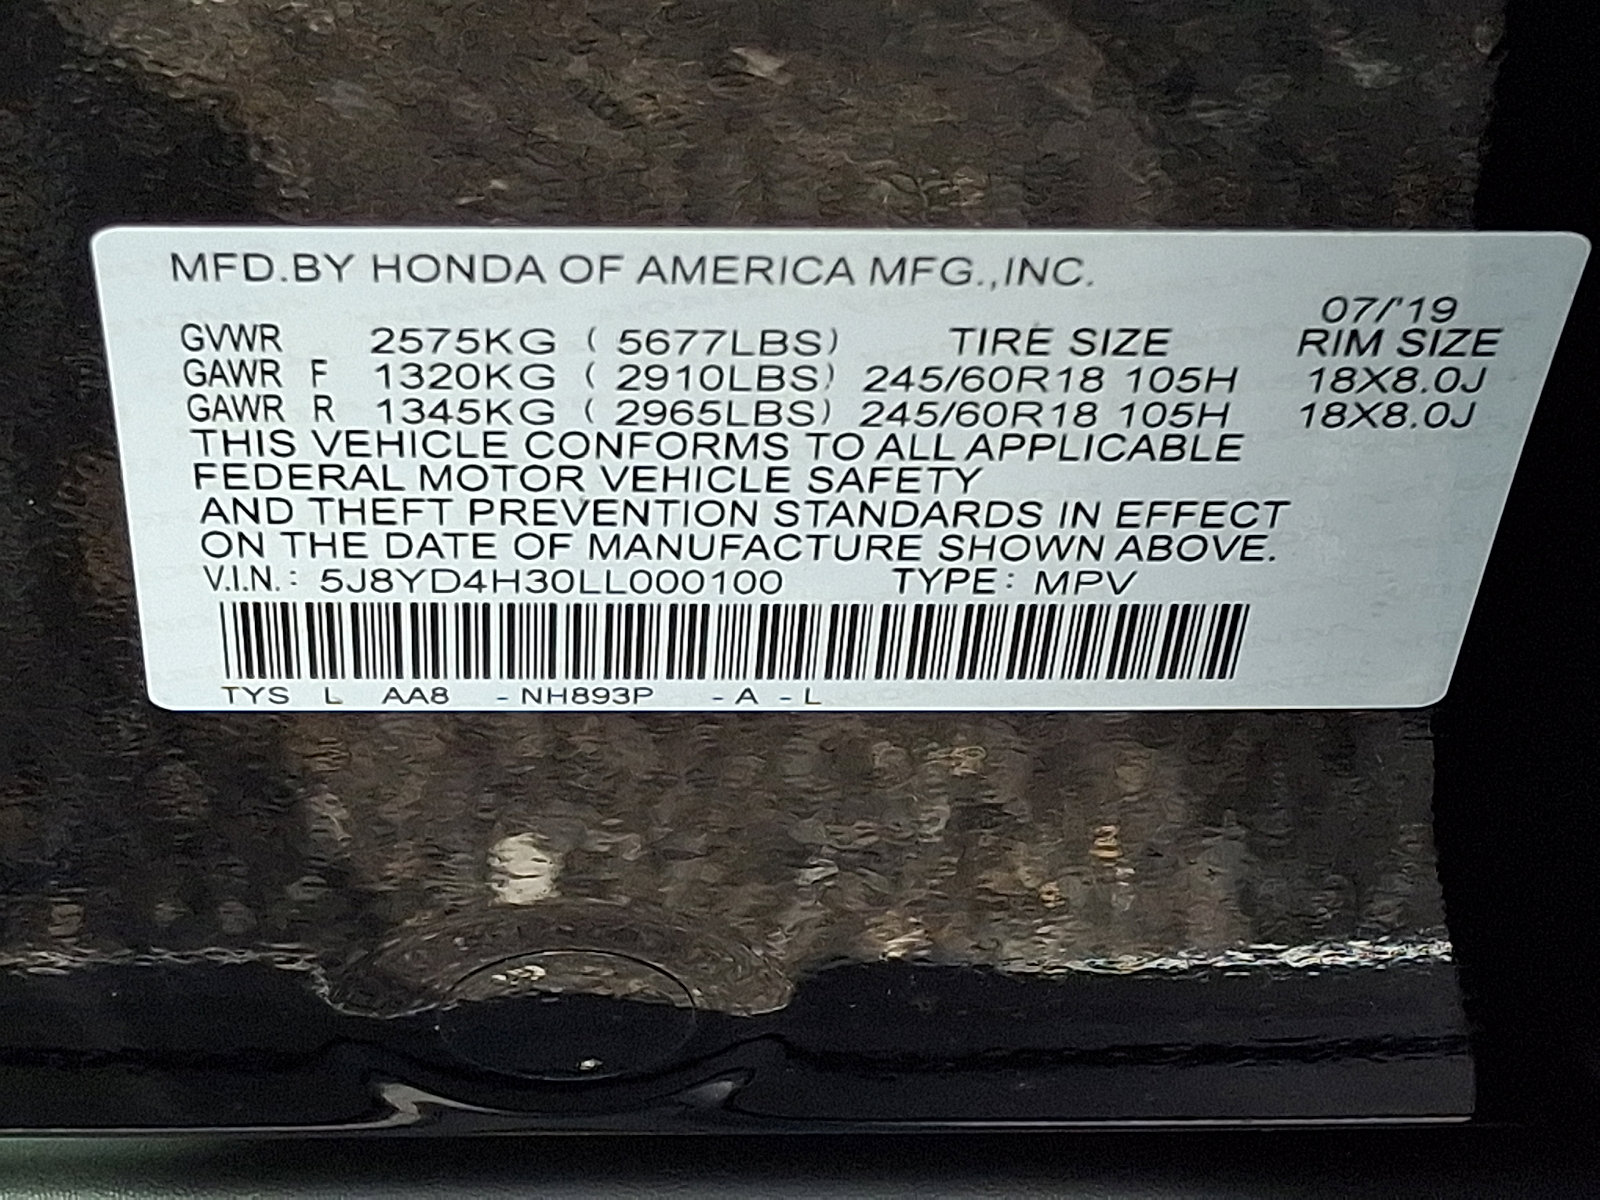 MFD.BY HONDA OF AMERICA MFG.,INC.
07/'19
GVWR 2575KG ( 5677LBS) TIRE SIZE RIM SIZE
GAWR F 1320KG ( 2910LBS) 245/60R18 105H 18X8.0J
GAWR R 1345KG ( 2965LBS) 245/60R18 105H 18X8.0J
THIS VEHICLE CONFORMS TO ALL APPLICABLE
FEDERAL MOTOR VEHICLE SAFETY
AND THEFT PREVENTION STANDARDS IN EFFECT
ON THE DATE OF MANUFACTURE SHOWN ABOVE.
V.I.N.: 5J8YD4H30LL000100 TYPE: MPV
TYS L AA8 - NH893P - A - L